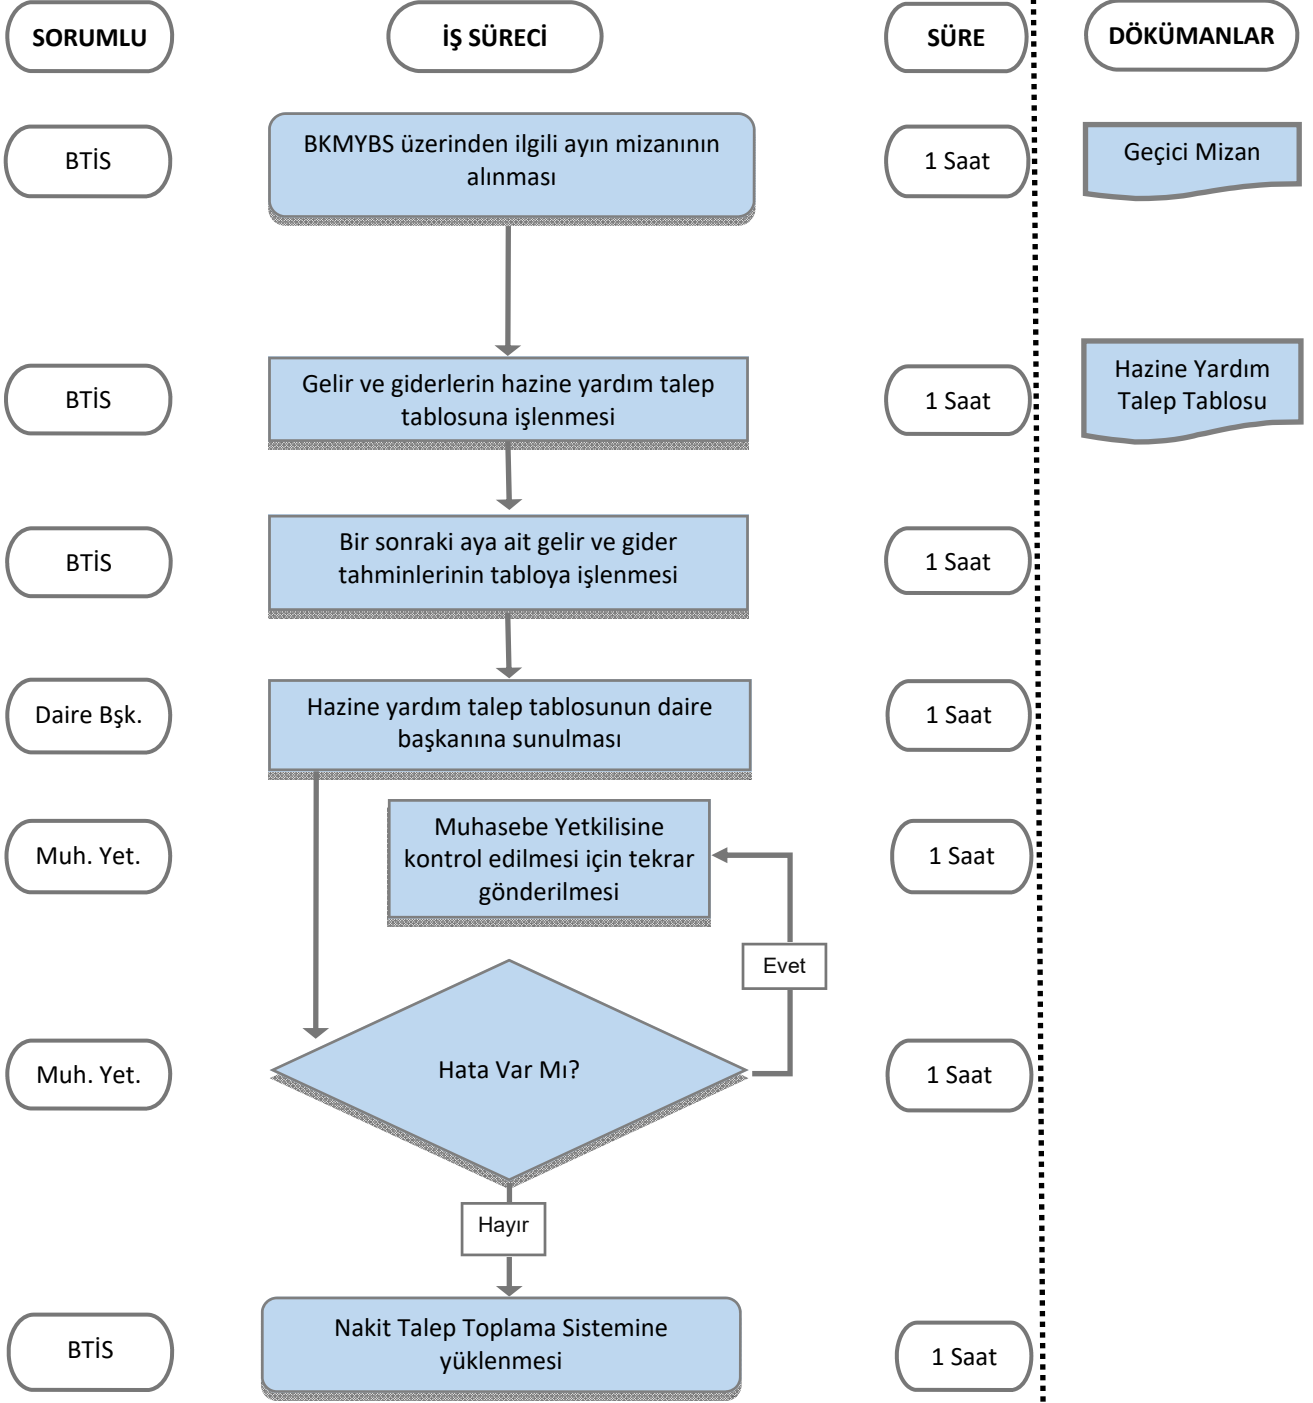 SORUMLU
İŞ SÜRECİ
SÜRE
DÖKÜMANLAR
BTİS
BKMYBS üzerinden ilgili ayın mizanının
alınması
1 Saat
Geçici Mizan
BTİS
Gelir ve giderlerin hazine yardım talep
tablosuna işlenmesi
1 Saat
Hazine Yardım
Talep Tablosu
BTİS
Bir sonraki aya ait gelir ve gider
tahminlerinin tabloya işlenmesi
1 Saat
Daire Bşk.
Hazine yardım talep tablosunun daire
başkanına sunulması
1 Saat
Muh. Yet.
Muhasebe Yetkilisine
kontrol edilmesi için tekrar
gönderilmesi
1 Saat
Evet
Muh. Yet.
Hata Var Mı?
1 Saat
Hayır
BTİS
Nakit Talep Toplama Sistemine
yüklenmesi
1 Saat